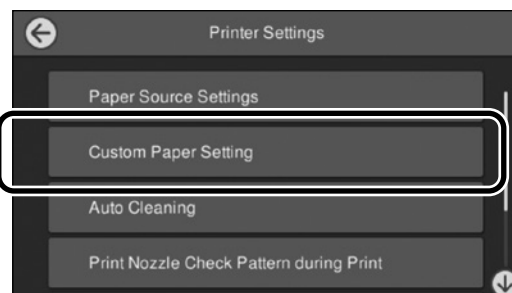 Printer Settings
Paper Source Settings
Custom Paper Setting
Auto Cleaning
Print Nozzle Check Pattern during Print